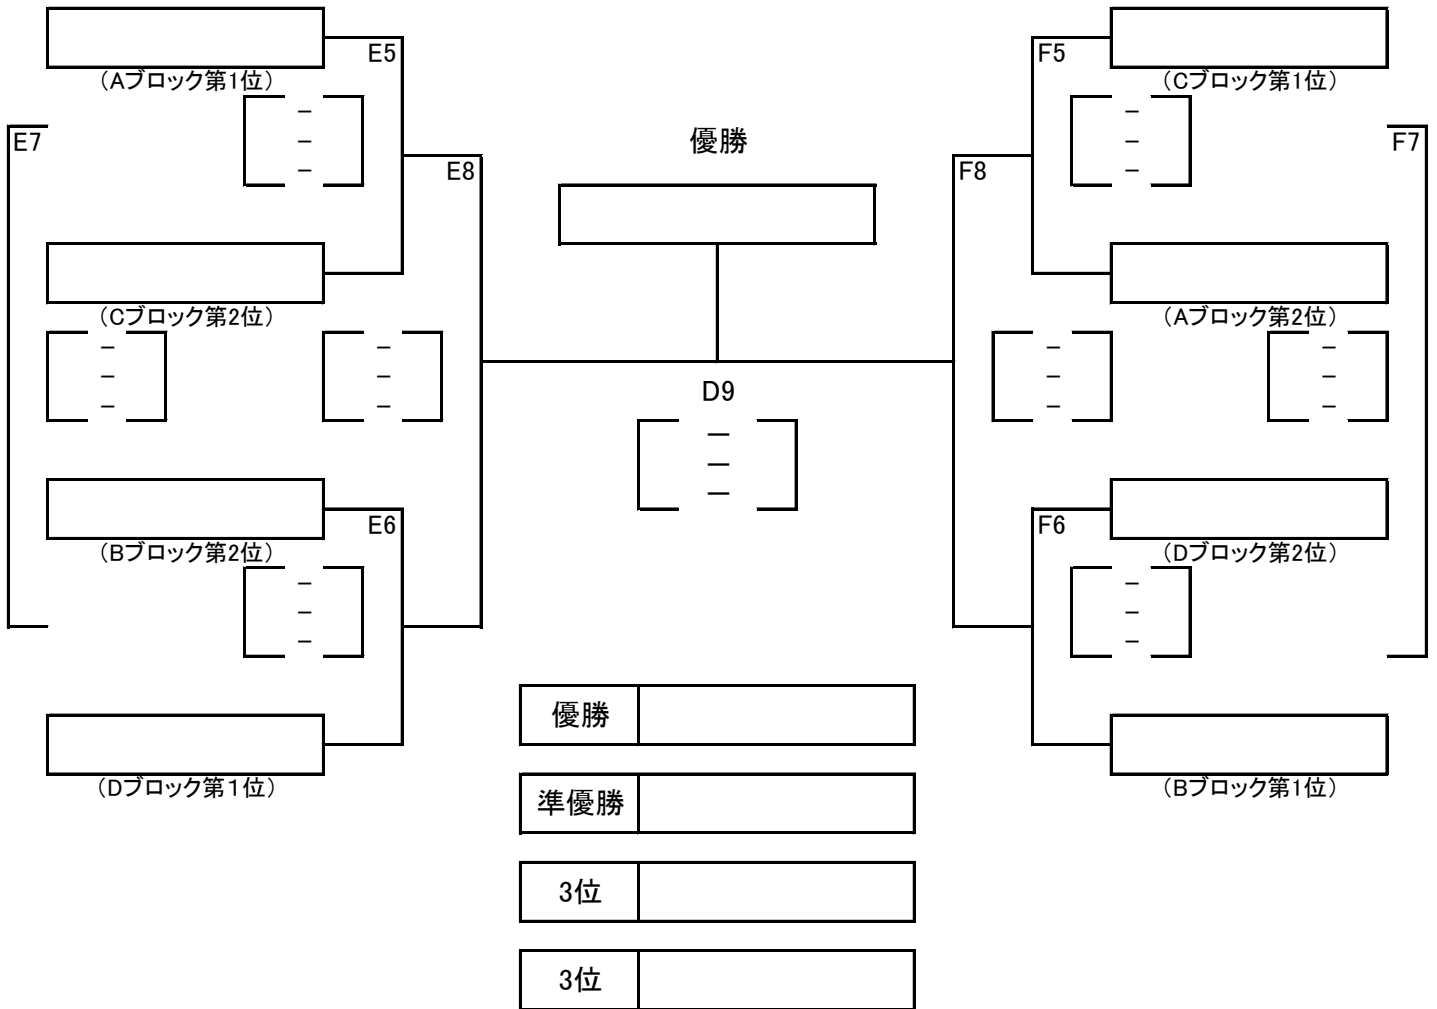 E5
F5
（Aブロック第1位）
（Cブロック第1位）
－
－
－
－
－
－
E7
優勝
F7
E8
F8
（Cブロック第2位）
（Aブロック第2位）
－
－
－
－
－
－
－
－
－
－
－
－
D9
－
－
－
E6
F6
（Bブロック第2位）
（Dブロック第2位）
－
－
－
－
－
－
優勝
（Dブロック第１位）
（Bブロック第1位）
準優勝
3位
3位